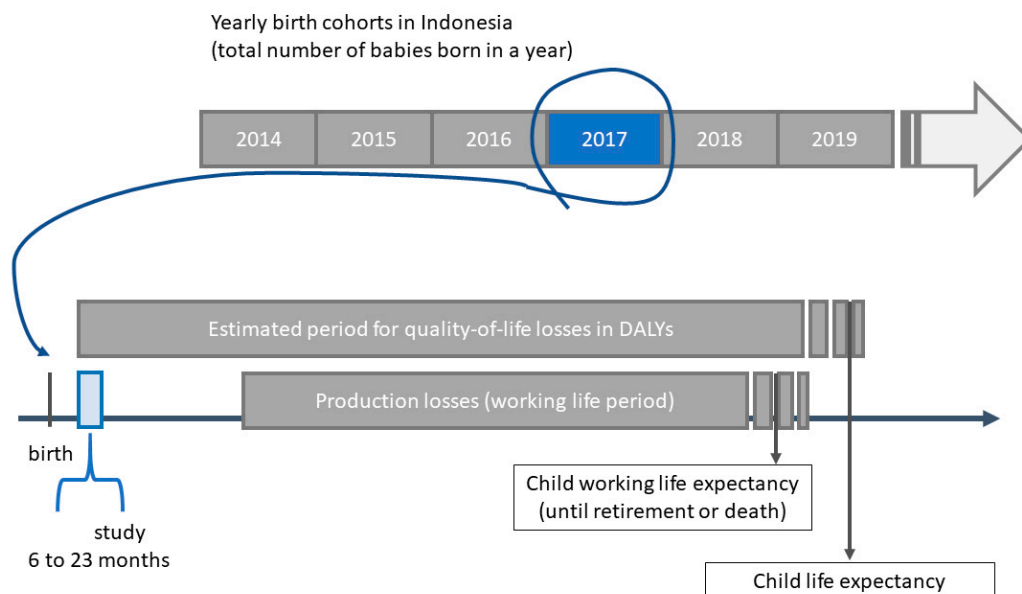 Yearly birth cohorts in Indonesia
(total number of babies born in a year)
2014 2015 2016 2017 2018 2019
Estimated period for quality-of-life losses in DALYs
Production losses (working life period)
birth
study
6 to 23 months
Child working life expectancy
(until retirement or death)
Child life expectancy